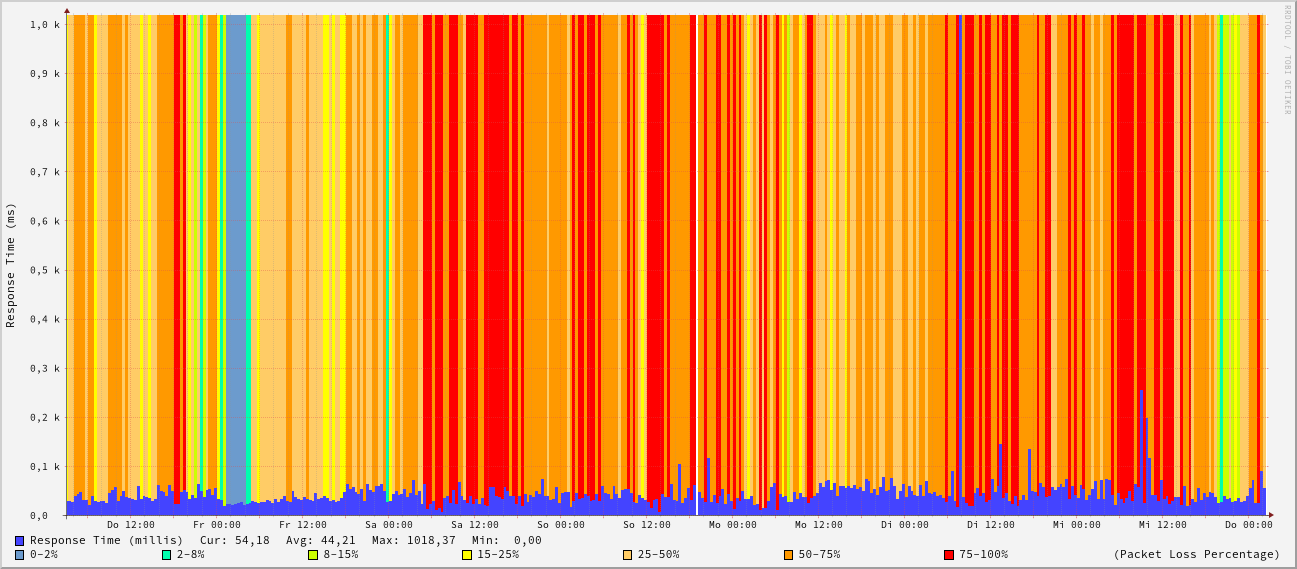 RRDTOOL / TOBI OETIKER
Response Time (ms)
1,0 k
0,9 k
0,8 k
0,7 k
0,6 k
0,5 k
0,4 k
0,3 k
0,2 k
0,1 k
0,0
Do 12:00 Fr 00:00 Fr 12:00 Sa 00:00 Sa 12:00 So 00:00 So 12:00 Mo 00:00 Mo 12:00 Di 00:00 Di 12:00 Mi 00:00 Mi 12:00 Do 00:00
Response Time (millis) Cur: 54,18 Avg: 44,21 Max: 1018,37 Min: 0,00
0-2% 2-8% 8-15% 15-25% 25-50% 50-75% 75-100% (Packet Loss Percentage)